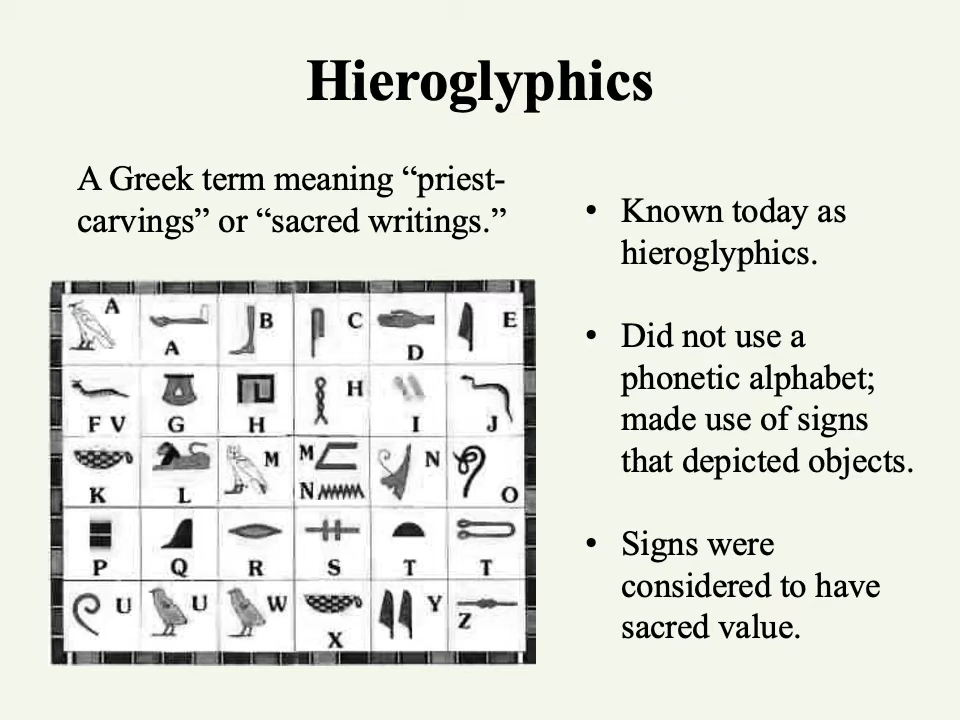 Hieroglyphics
A Greek term meaning “priest-
carvings” or “sacred writings.”
A
A
B
C
D
E
F V
G
H
H
I
J
K
L
M
M
N
N
O
P
Q
R
S
T
T
U
U
W
X
Y
Z
• Known today as
hieroglyphics.
• Did not use a
phonetic alphabet;
made use of signs
that depicted objects.
• Signs were
considered to have
sacred value.